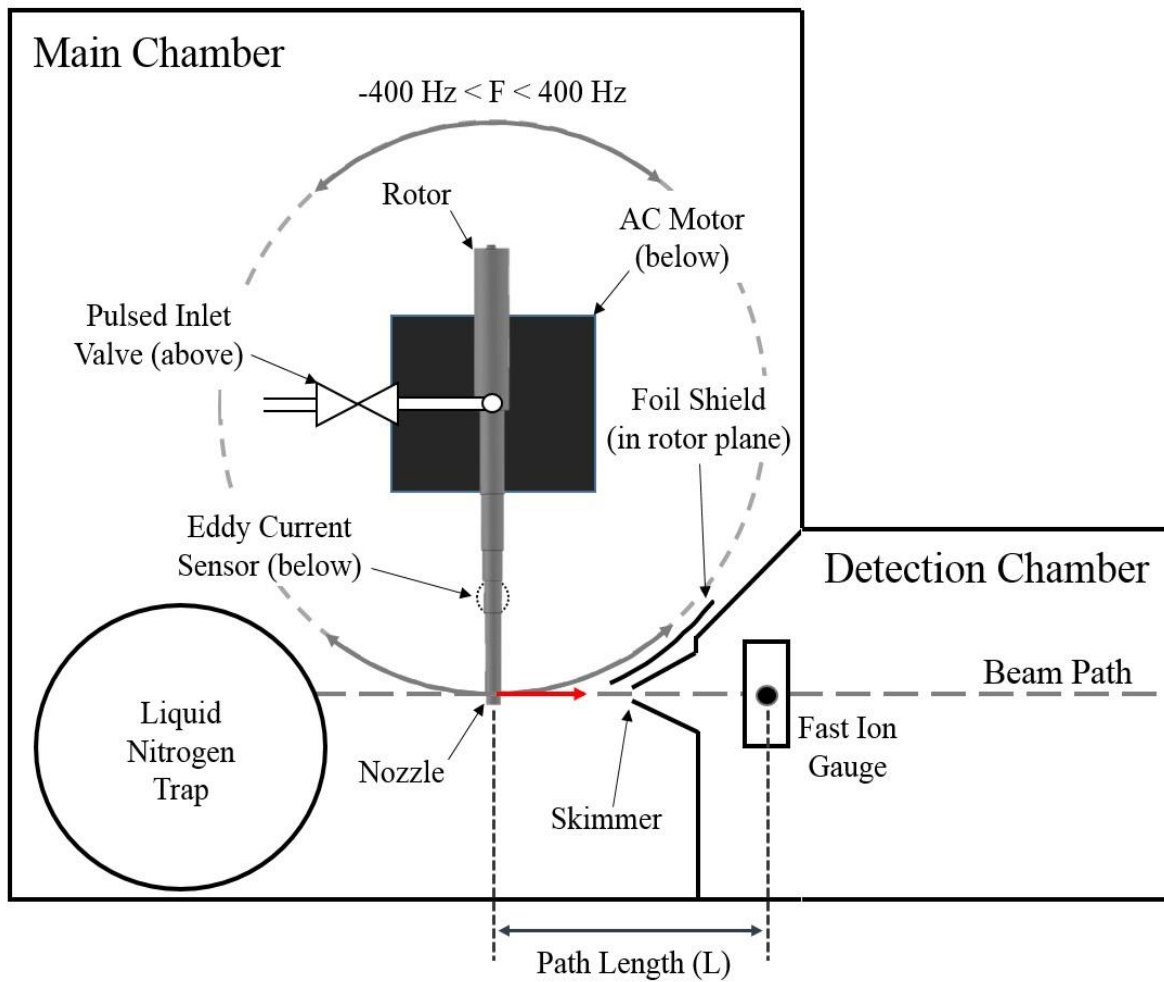 Main Chamber
-400 Hz < F < 400 Hz
Rotor
AC Motor
(below)
Pulsed Inlet
Valve (above)
Foil Shield
(in rotor plane)
Eddy Current
Sensor (below)
Detection Chamber
Beam Path
Liquid
Nitrogen
Trap
Nozzle
Skimmer
Fast Ion
Gauge
Path Length (L)